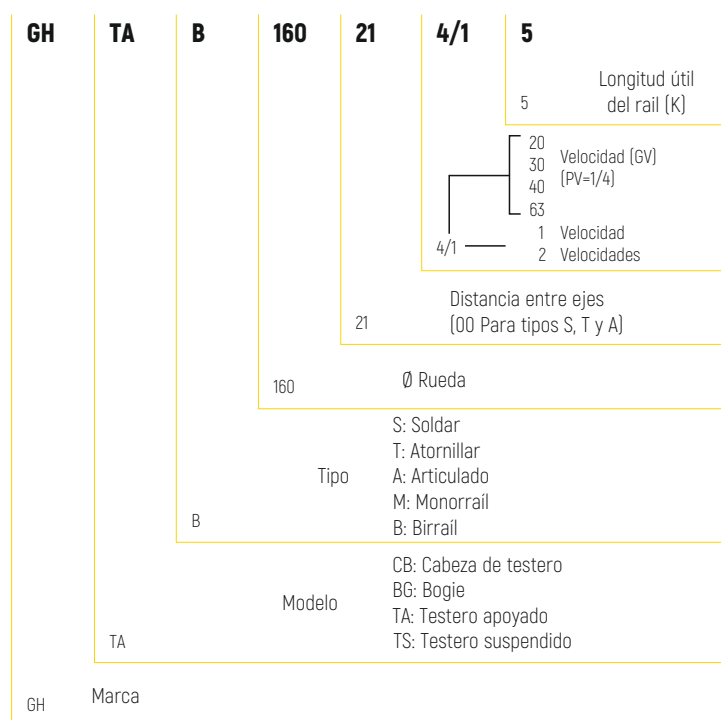 GH TA B 160 21 4/1 5
Longitud útil
5 del rail (K)
20
30 Velocidad (GV)
40 (PV=1/4)
63
1 Velocidad
4/1 2 Velocidades
Distancia entre ejes
21 (00 Para tipos S, T y A)
160 Ø Rueda
S: Soldar
T: Atornillar
Tipo A: Articulado
M: Monorraíl
B B: Birraíl
CB: Cabeza de testero
BG: Bogie
Modelo TA: Testero apoyado
TA TS: Testero suspendido
GH Marca